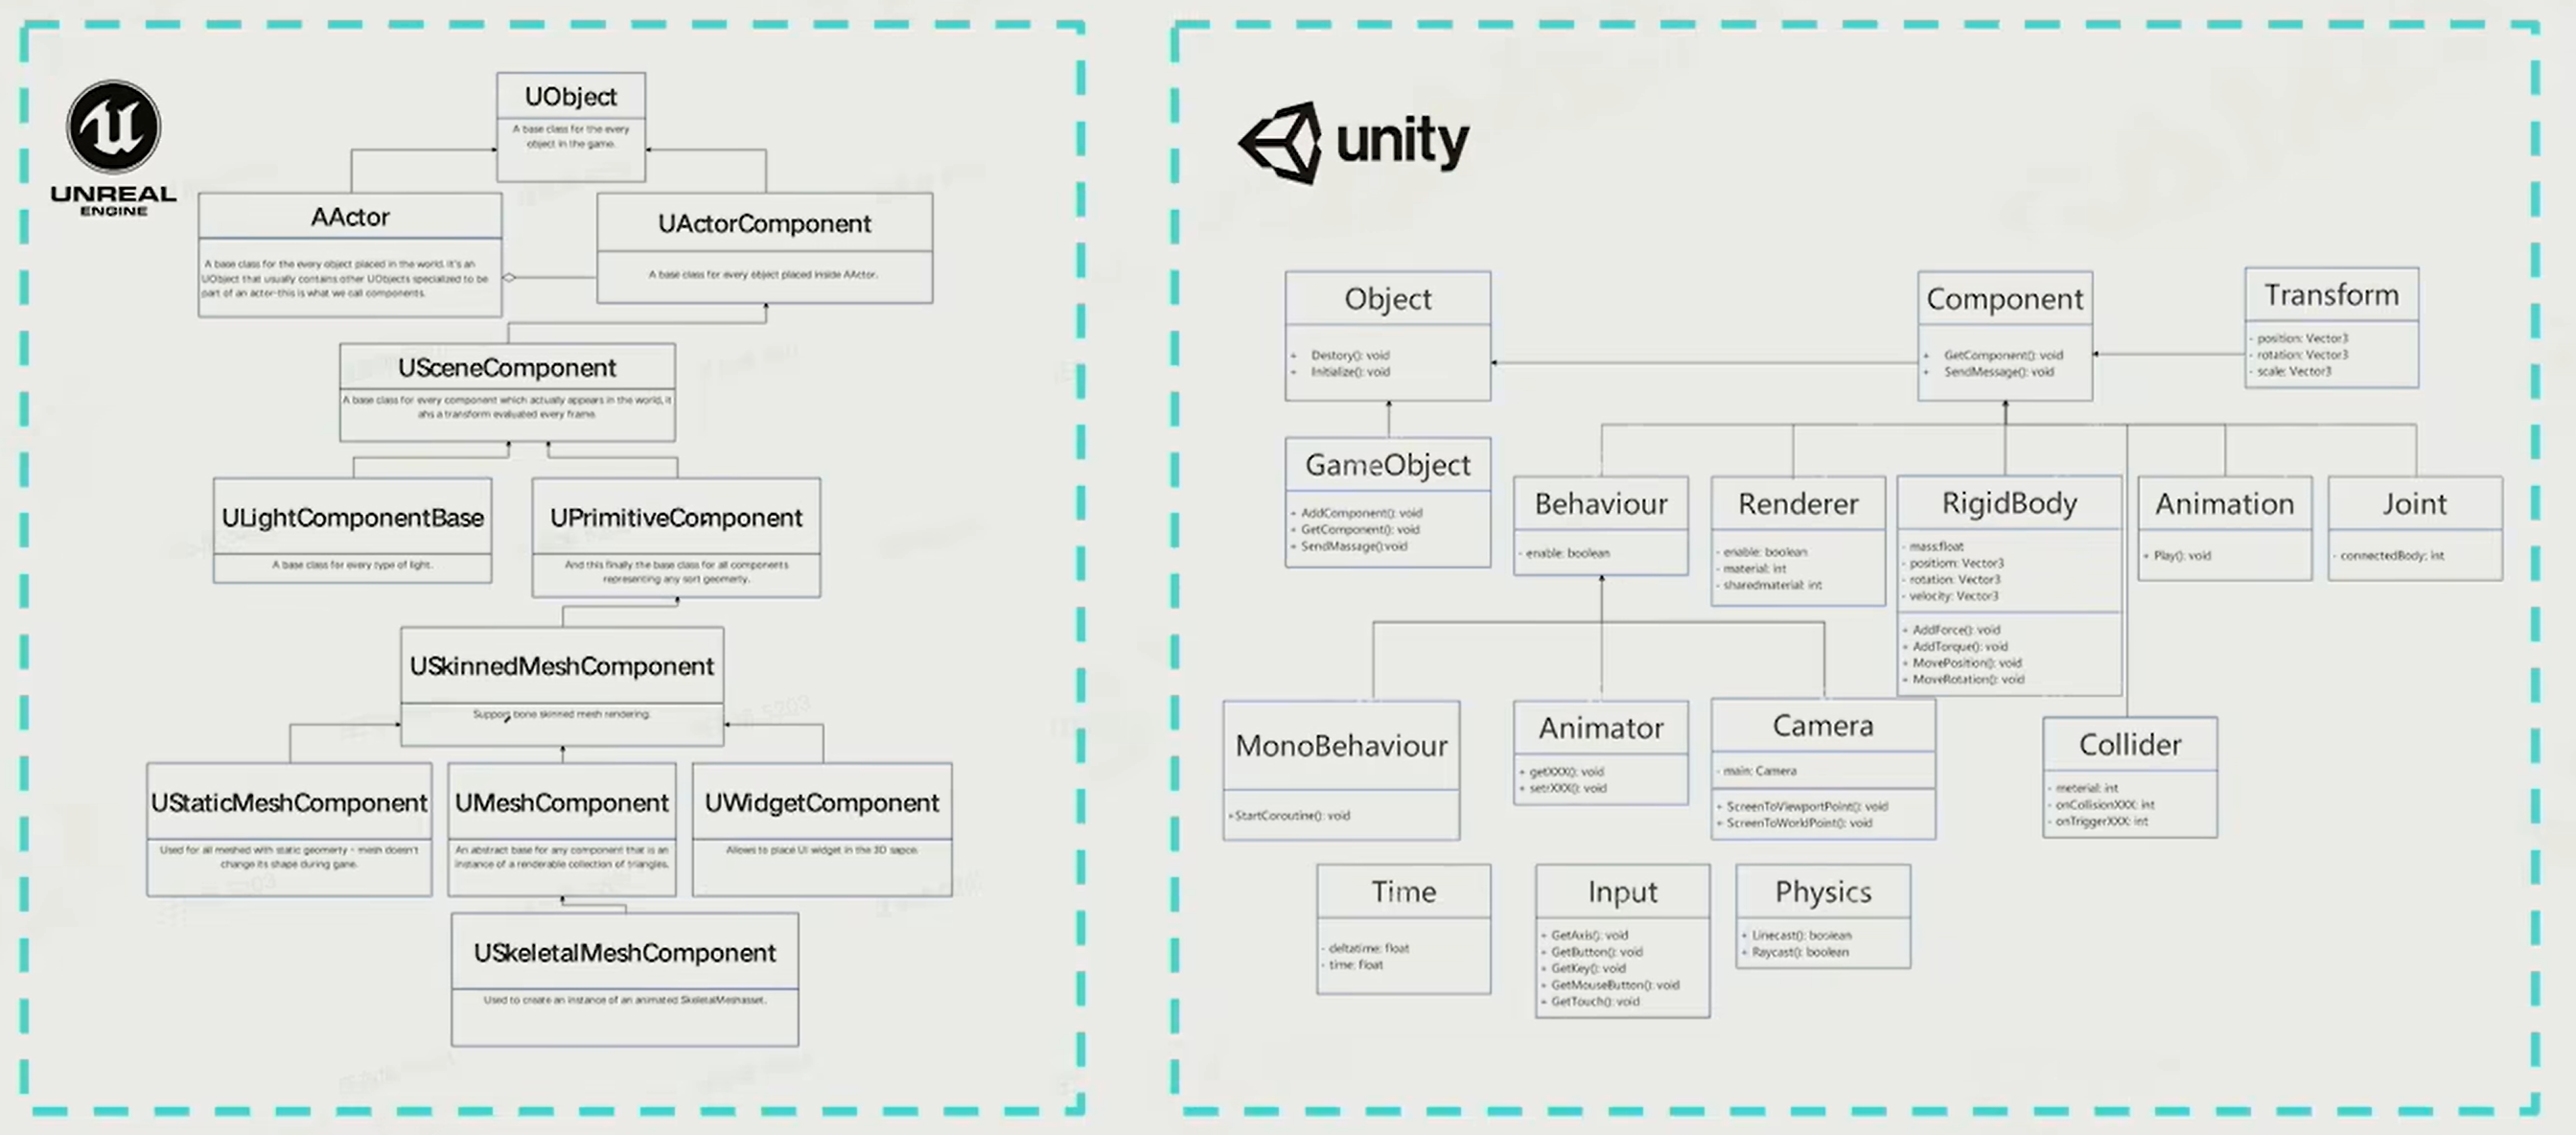 UNREAL
ENGINE
UObject
A base class for the every
object in the game.
AActor
A base class for the every object placed in the world. It's an
UObject that usually contains other UObjects specialized to be
part of an actor-this is what we call components.
UActorComponent
A base class for every object placed inside AActor.
USceneComponent
A base class for every component which actually appears in the world, it
ahs a transform evaluated every frame
ULightComponentBase
A base class for every type of light.
UPrimitiveComponent
And this finally the base class for all components
representing any sort geomerty.
USkinnedMeshComponent
Support bone skinned mesh rendering.
UStaticMeshComponent
Used for all meshed with static geomerty - mesh doesn't
change its shape during game.
UMeshComponent
An abstract base for any component that is an
instance of a renderable collection of triangles.
UWidgetComponent
Allows to place UI widget in the 3D sapce.
USkeletalMeshComponent
Used to create an instance of an animated SkeletalMeshasset.
unity
Object
+ Destory(): void
+ Initialize(): void
Component
+ GetComponent(): void
+ SendMessage(): void
Transform
- position: Vector3
- rotation: Vector3
- scale: Vector3
GameObject
+ AddComponent(): void
+ GetComponent(): void
+ SendMassage():void
Behaviour
- enable: boolean
Renderer
- enable: boolean
- material: int
- sharedmaterial: int
RigidBody
- mass:float
- positiom: Vector3
- rotation: Vector3
- velocity: Vector3
+ AddForce(): void
+ AddTorque(): void
+ MovePosition(): void
+ MoveRotation(): void
Animation
+ Play(): void
Joint
- connectedBody: int
MonoBehaviour
+StartCoroutine(): void
Animator
+ getXXX(): void
+ setrXXX(): void
Camera
- main: Camera
+ ScreenToViewportPoint(): void
+ ScreenToWorldPoint(): void
Collider
- meterial: int
- onCollisionXXX: int
- onTriggerXXX: int
Time
- deltatime: float
- time: float
Input
+ GetAxis(): void
+ GetButton(): void
+ GetKey(): void
+ GetMouseButton(): void
+ GetTouch(): void
Physics
+ Linecast(): boolean
+ Raycast(): boolean